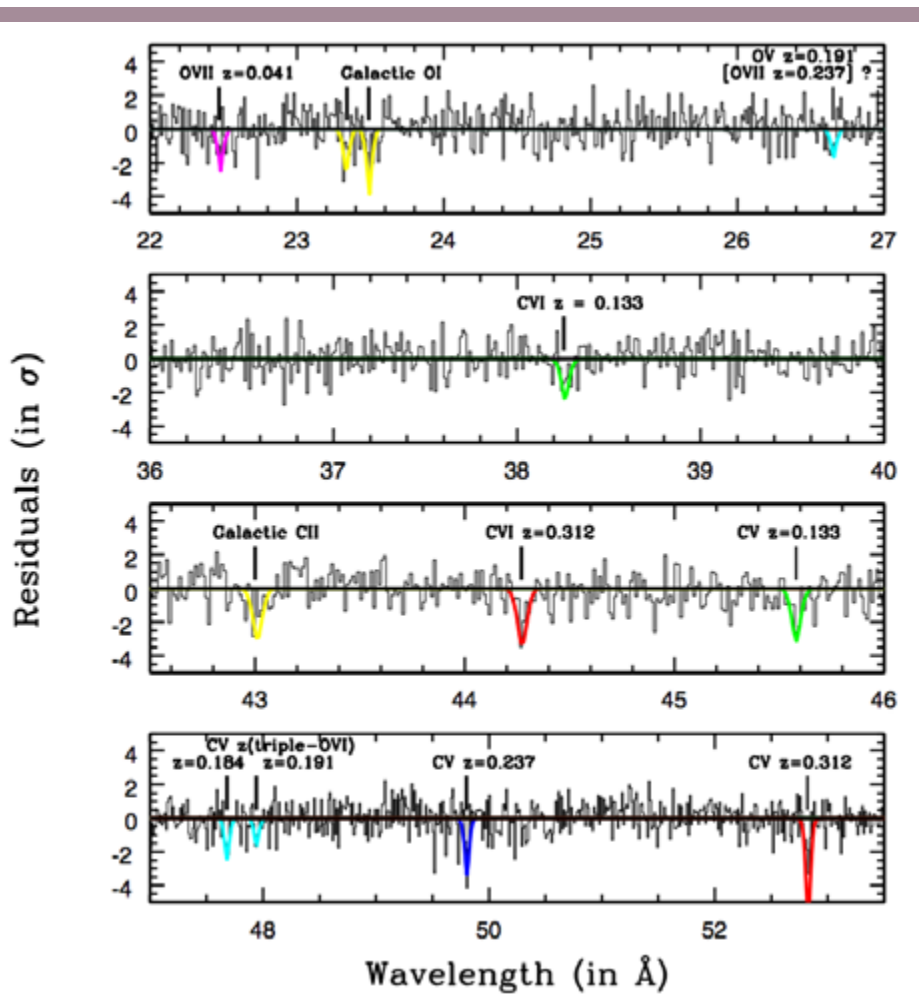 OV z=0.191
OVII z=0.041 Galactic OI [OVII z=0.237] ?
4
2
0
-2
-4
22 23 24 25 26 27
CVI z = 0.133
4
2
0
-2
-4
36 37 38 39 40
Galactic CII CVI z=0.312 CV z=0.133
4
2
0
-2
-4
43 44 45 46
CV z(triple-OVI)
z=0.184 z=0.191 CV z=0.237 CV z=0.312
4
2
0
-2
-4
48 50 52
Residuals (in σ)
Wavelength (in Å)